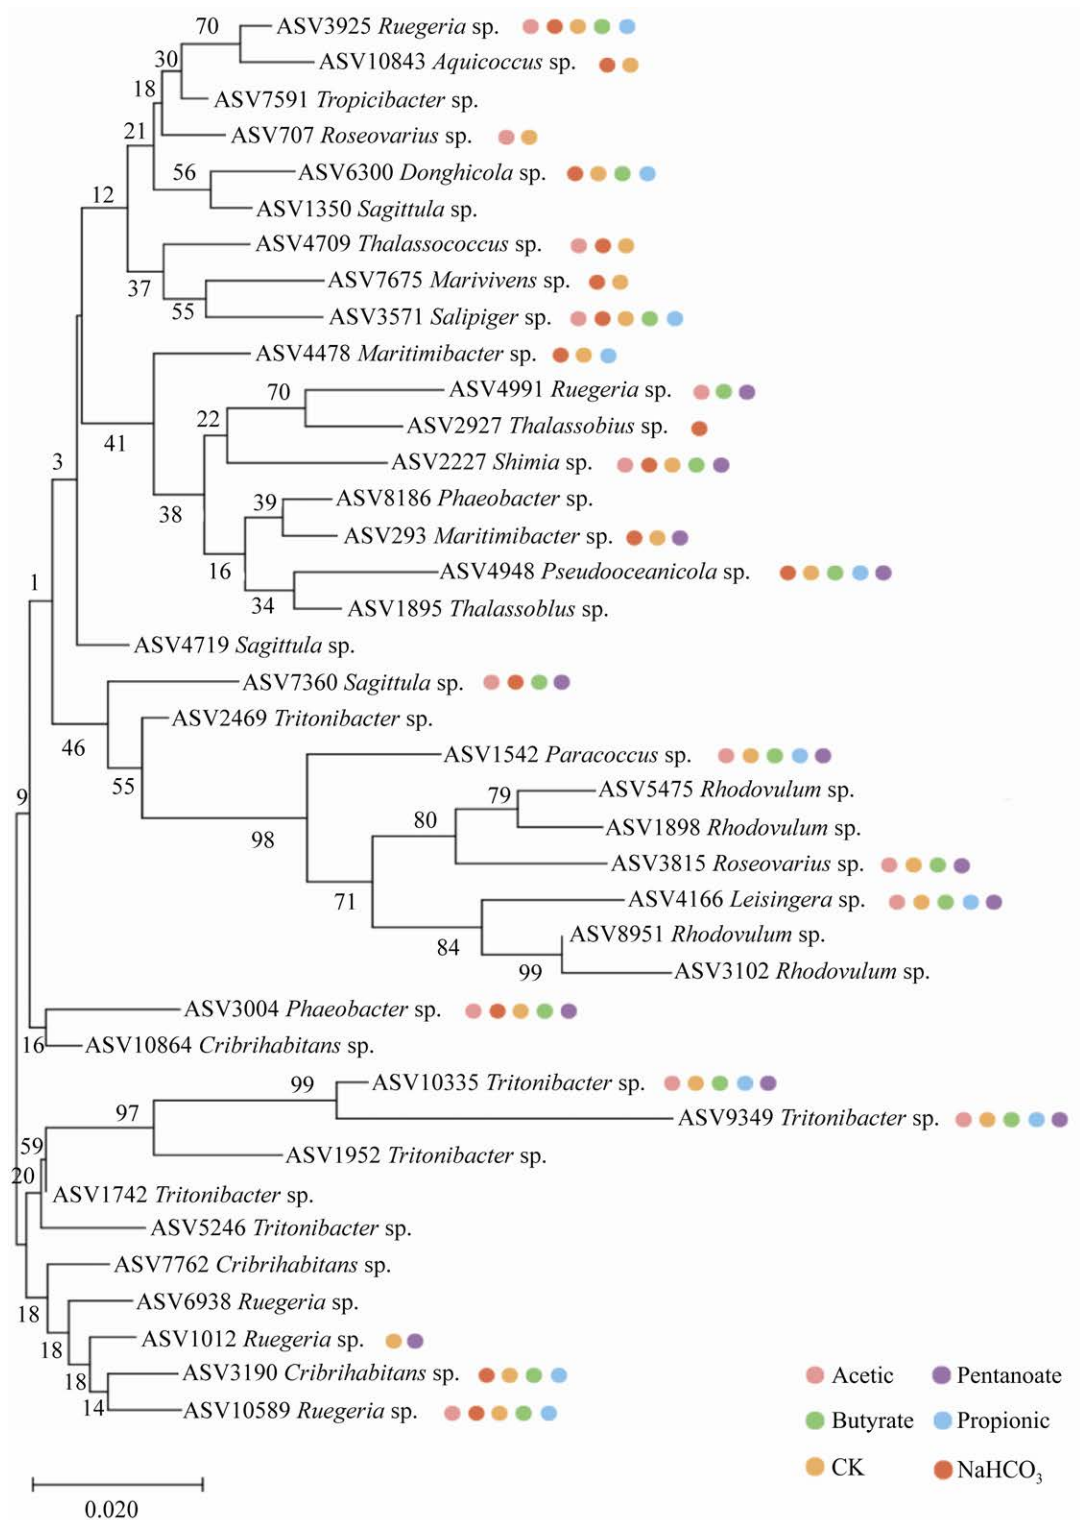 70
ASV3925 Ruegeria sp.
30
ASV10843 Aquicoccus sp.
18
ASV7591 Tropicibacter sp.
21
ASV707 Roseovarius sp.
56
ASV6300 Donghicola sp.
12
ASV1350 Sagittula sp.
ASV4709 Thalassococcus sp.
37
ASV7675 Marivivens sp.
55
ASV3571 Salipiger sp.
ASV4478 Maritimibacter sp.
70
ASV4991 Ruegeria sp.
22
ASV2927 Thalassobius sp.
41
3
ASV2227 Shimia sp.
39
ASV8186 Phaeobacter sp.
38
ASV293 Maritimibacter sp.
16
ASV4948 Pseudooceanicola sp.
1
34
ASV1895 Thalassoblus sp.
ASV4719 Sagittula sp.
ASV7360 Sagittula sp.
ASV2469 Tritonibacter sp.
46
ASV1542 Paracoccus sp.
55
9
79
ASV5475 Rhodovulum sp.
80
ASV1898 Rhodovulum sp.
98
ASV3815 Roseovarius sp.
71
ASV4166 Leisingera sp.
84
ASV8951 Rhodovulum sp.
99
ASV3102 Rhodovulum sp.
ASV3004 Phaeobacter sp.
16
ASV10864 Cribrihabitans sp.
99
ASV10335 Tritonibacter sp.
97
ASV9349 Tritonibacter sp.
59
ASV1952 Tritonibacter sp.
20
ASV1742 Tritonibacter sp.
ASV5246 Tritonibacter sp.
ASV7762 Cribrihabitans sp.
18
ASV6938 Ruegeria sp.
18
ASV1012 Ruegeria sp.
18
ASV3190 Cribrihabitans sp.
14
ASV10589 Ruegeria sp.
Acetic
Pentanoate
Butyrate
Propionic
CK
NaHCO₃
0.020